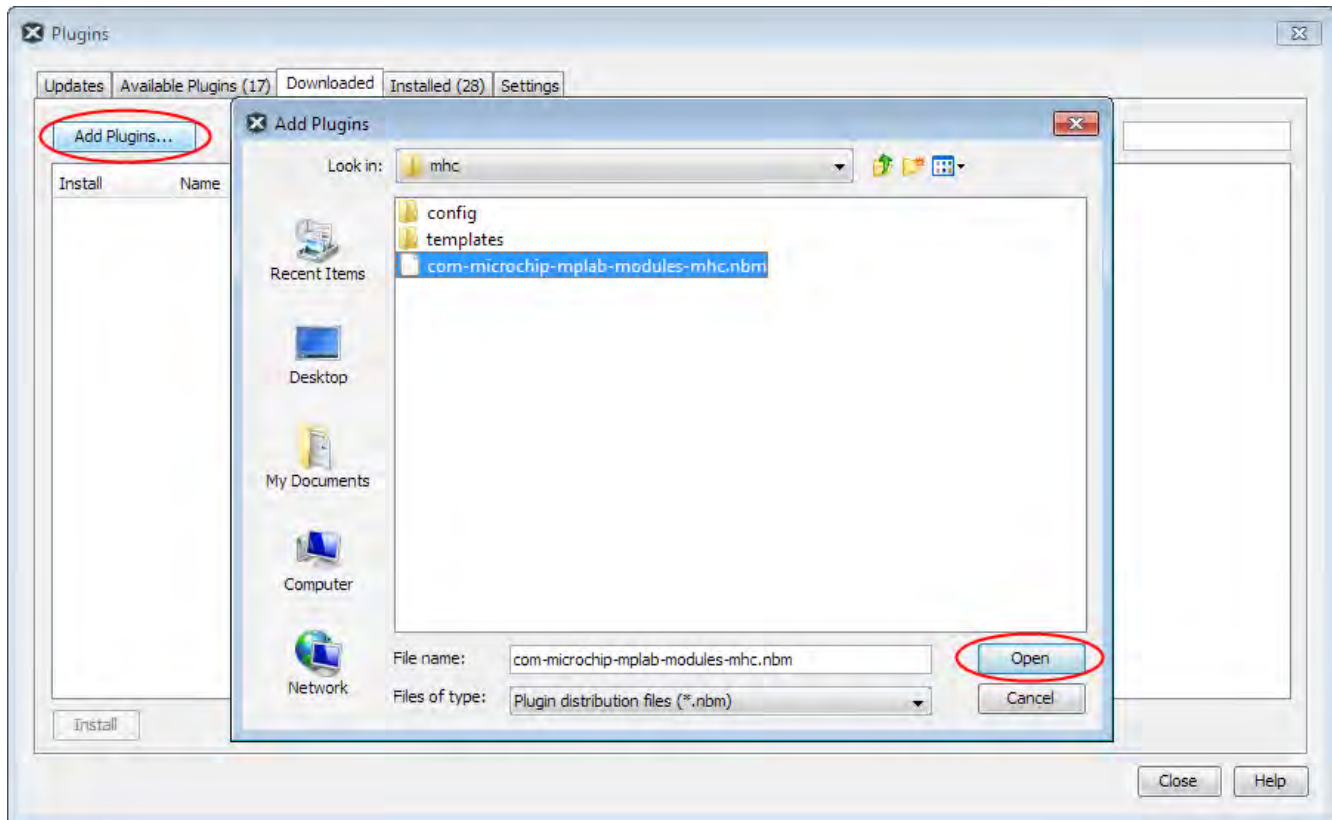 Plugins
Updates Available Plugins (17) Downloaded Installed (28) Settings
Add Plugins...
Install Name
Add Plugins
Look in: mhc
config
templates
com-microchip-mplab-modules-mhc.nbm
Recent Items
Desktop
My Documents
Computer
Network
File name: com-microchip-mplab-modules-mhc.nbm
Open
Files of type: Plugin distribution files (*.nbm)
Cancel
Install
Close Help